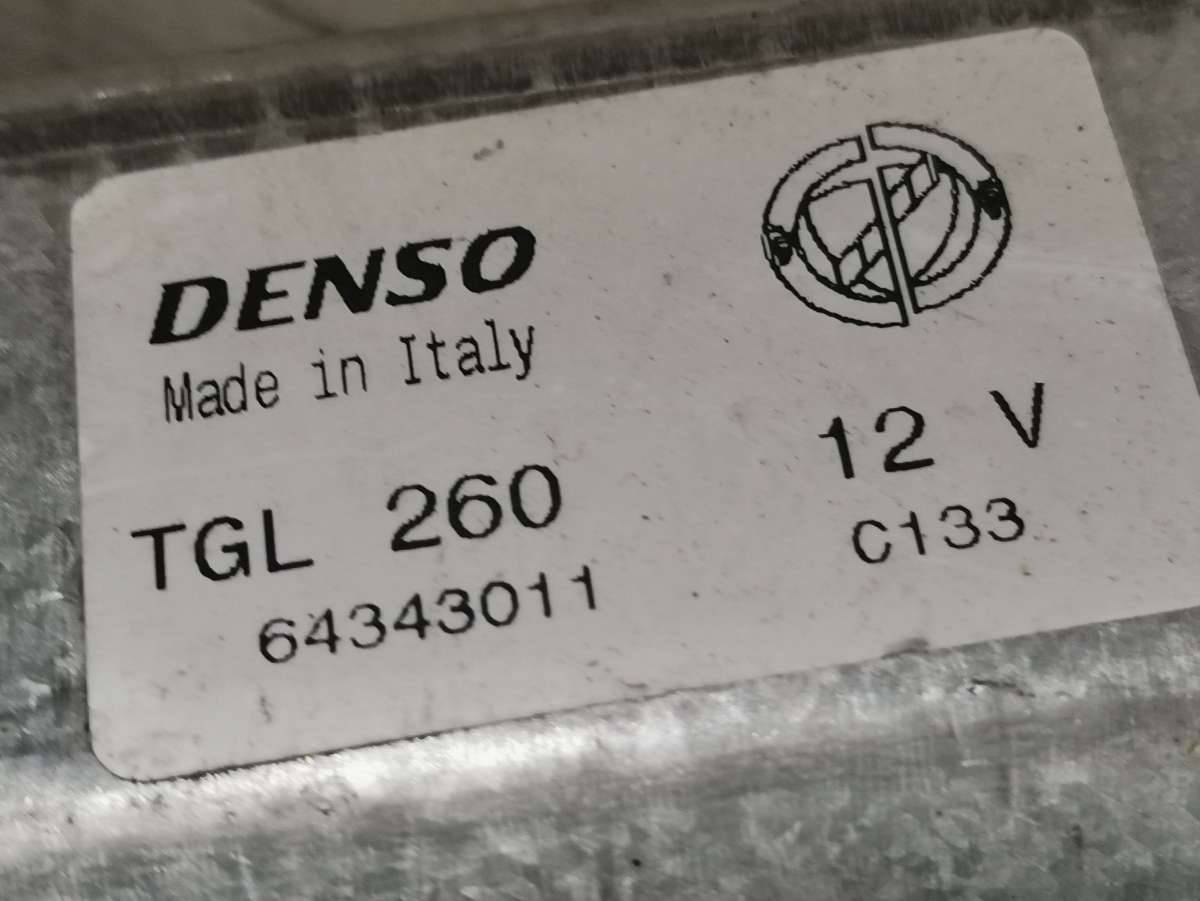 DENSO
Made in Italy
TGL 260
64343011
12 V
C133